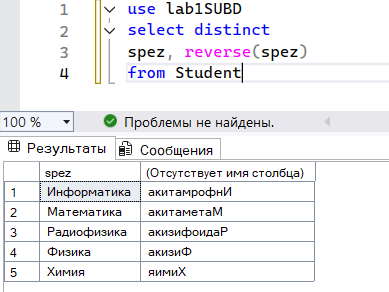 1 use lab1SUBD
2 select distinct
3 spez, reverse(spez)
4 from Student
100 % Проблемы не найдены.
Результаты Сообщения
spez (Отсутствует имя столбца)
1 Информатика акитамрофнИ
2 Математика акитаметаМ
3 Радиофизика акизифоидаР
4 Физика акизиФ
5 Химия яимиХ